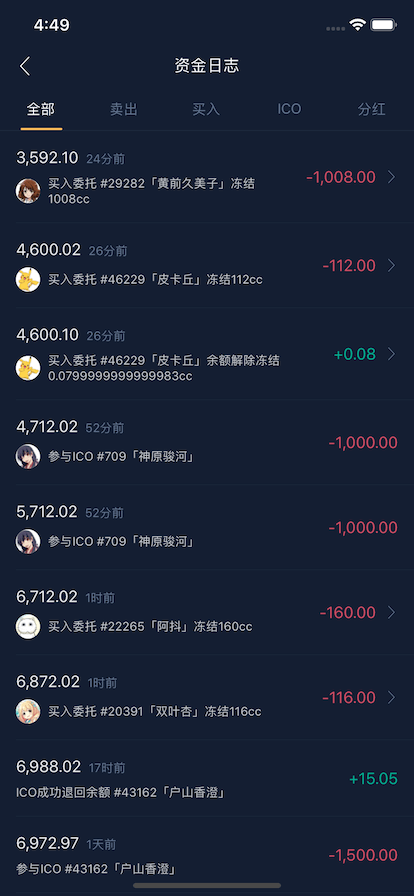 4:49
资金日志
全部 卖出 买入 ICO 分红
3,592.10 24分前
买入委托 #29282「黄前久美子」冻结
1008cc
-1,008.00
4,600.02 26分前
买入委托 #46229「皮卡丘」冻结112cc
-112.00
4,600.10 26分前
买入委托 #46229「皮卡丘」余额解除冻结
0.0799999999999983cc
+0.08
4,712.02 52分前
参与ICO #709「神原骏河」
-1,000.00
5,712.02 52分前
参与ICO #709「神原骏河」
-1,000.00
6,712.02 1时前
买入委托 #22265「阿抖」冻结160cc
-160.00
6,872.02 1时前
买入委托 #20391「双叶杏」冻结116cc
-116.00
6,988.02 17时前
ICO成功退回余额 #43162「户山香澄」
+15.05
6,972.97 1天前
参与ICO #43162「户山香澄」
-1,500.00